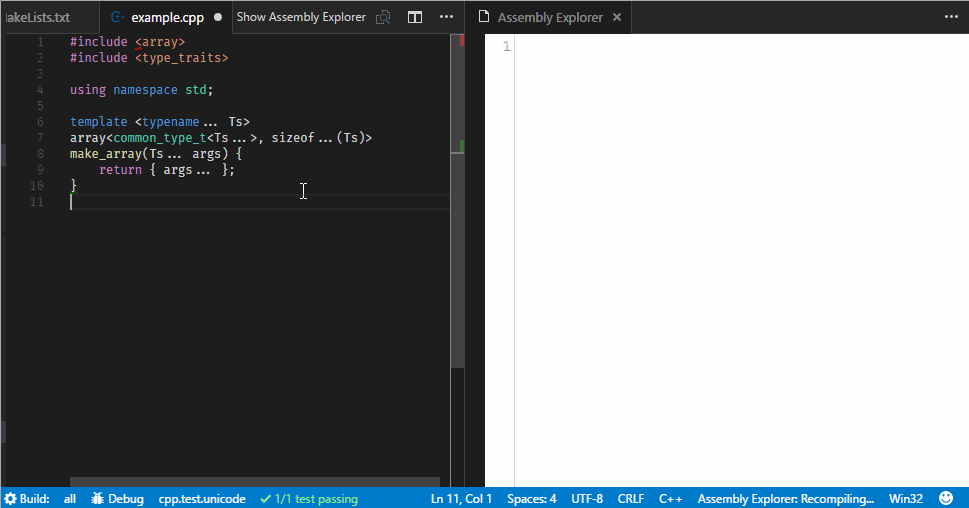 lakeLists.txt example.cpp Show Assembly Explorer ··· Assembly Explorer × ···
1 #include <array>
2 #include <type_traits>
3
4 using namespace std;
5
6 template <typename... Ts>
7 array<common_type_t<Ts...>, sizeof...(Ts)>
8 make_array(Ts... args) {
9 return { args... };
10 }
11
1
Build: all Debug cpp.test.unicode ✓ 1/1 test passing Ln 11, Col 1 Spaces: 4 UTF-8 CRLF C++ Assembly Explorer: Recompiling... Win32